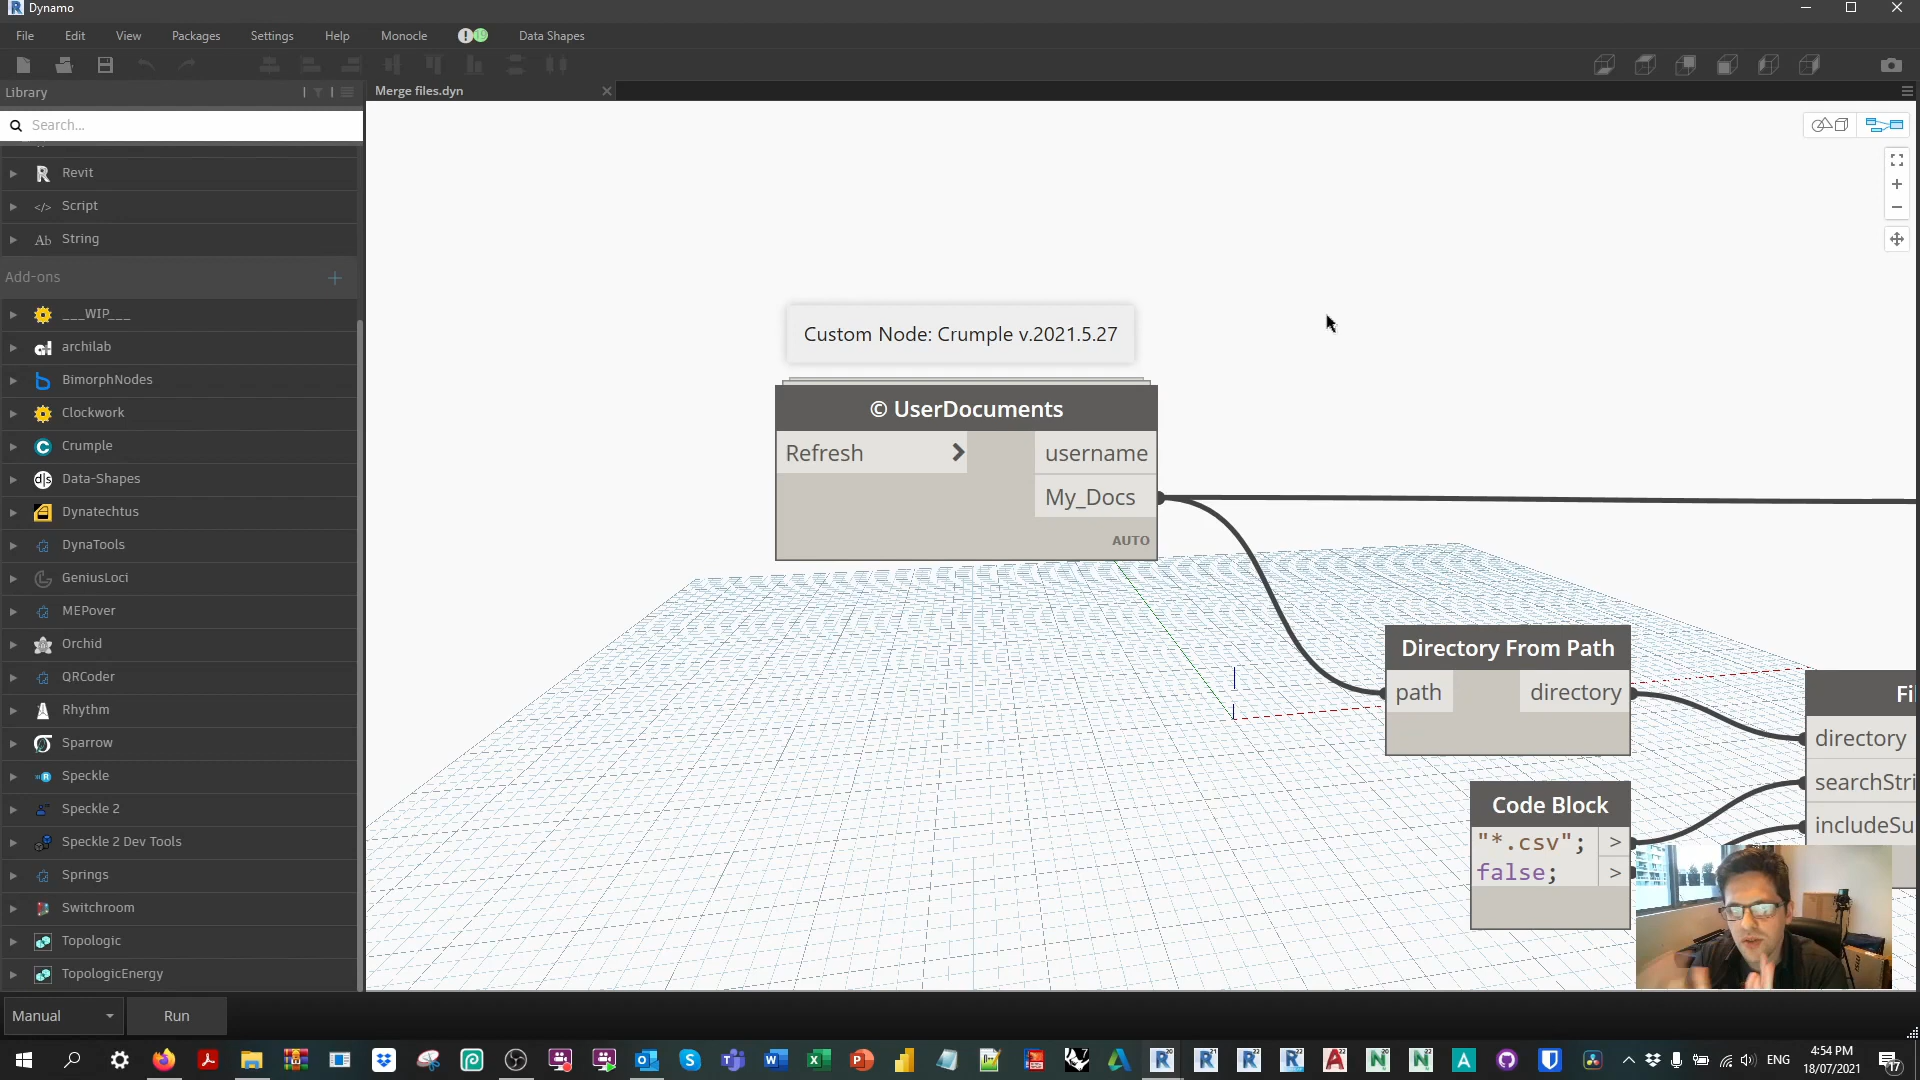 Dynamo
File Edit View Packages Settings Help Monocle Data Shapes
Library
Merge files.dyn
Search...
Revit
Script
Ab String
Add-ons
___WIP___
archilab
BimorphNodes
Clockwork
Crumple
Data-Shapes
Dynatechtus
DynaTools
GeniusLoci
MEPover
Orchid
QRCoder
Rhythm
Sparrow
Speckle
Speckle 2
Speckle 2 Dev Tools
Springs
Switchroom
Topologic
TopologicEnergy
Custom Node: Crumple v.2021.5.27
© UserDocuments
Refresh > username
My_Docs
AUTO
Directory From Path
path directory
Code Block
"*.csv"; >
false; >
Fi
directory
searchStri
includeSu
Manual Run
ENG
4:54 PM
18/07/2021
17